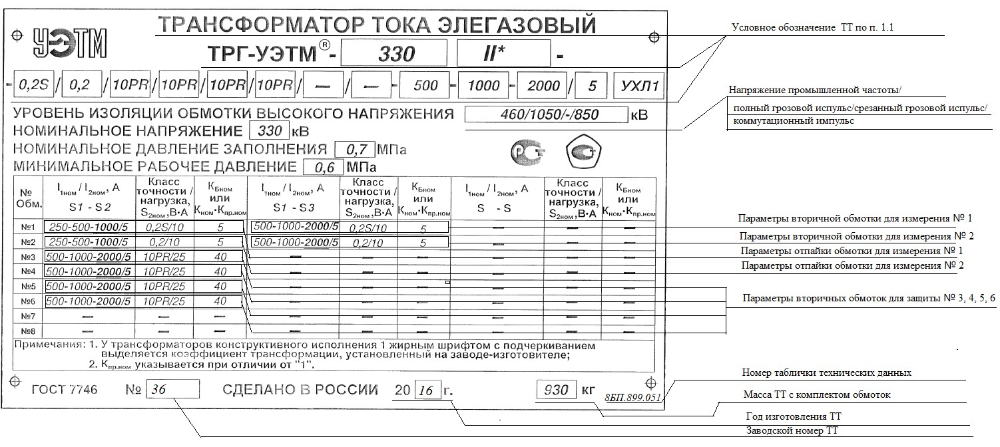 УЭТМ
ТРАНСФОРМАТОР ТОКА ЭЛЕГАЗОВЫЙ
ТРГ-УЭТМ®- 330 II* -
- 0,2S / 0,2 / 10PR / 10PR / 10PR / 10PR / — / — - 500 - 1000 - 2000 / 5 УХЛ1
УРОВЕНЬ ИЗОЛЯЦИИ ОБМОТКИ ВЫСОКОГО НАПРЯЖЕНИЯ 460/1050/-/850 кВ
НОМИНАЛЬНОЕ НАПРЯЖЕНИЕ 330 кВ
НОМИНАЛЬНОЕ ДАВЛЕНИЕ ЗАПОЛНЕНИЯ 0,7 МПа
МИНИМАЛЬНОЕ РАБОЧЕЕ ДАВЛЕНИЕ 0,6 МПа
№ Обм. I1ном / I2ном, А S1 - S2 Класс точности / нагрузка, S2ном, В•А КБном или Кном•Кпр.ном I1ном / I2ном, А S1 - S3 Класс точности / нагрузка, S2ном, В•А КБном или Кном•Кпр.ном I1ном / I2ном, А S - S Класс точности / нагрузка, S2ном, В•А КБном или Кном•Кпр.ном
№1 250-500-1000/5 0,2S/10 5 500-1000-2000/5 0,2S/10 5 — — —
№2 250-500-1000/5 0,2/10 5 500-1000-2000/5 0,2/10 5 — — —
№3 500-1000-2000/5 10PR/25 40 — — — — — —
№4 500-1000-2000/5 10PR/25 40 — — — — — —
№5 500-1000-2000/5 10PR/25 40 — — — — — —
№6 500-1000-2000/5 10PR/25 40 — — — — — —
№7 — — — — — — — — —
№8 — — — — — — — — —
Примечания: 1. У трансформаторов конструктивного исполнения 1 жирным шрифтом с подчеркиванием
выделяется коэффициент трансформации, установленный на заводе-изготовителе;
2. Кпр.ном указывается при отличии от "1".
ГОСТ 7746 № 36 СДЕЛАНО В РОССИИ 20 16 г. 930 кг 8БП.899.051
Условное обозначение ТТ по п. 1.1
Напряжение промышленной частоты/
полный грозовой испульс/срезанный грозовой испульс/
коммутационный импульс
Параметры вторичной обмотки для измерения № 1
Параметры вторичной обмотки для измерения № 2
Параметры отпайки обмотки для измерения № 1
Параметры отпайки обмотки для измерения № 2
Параметры вторичных обмоток для защиты № 3, 4, 5, 6
Номер таблички технических данных
Масса ТТ с комплектом обмоток
Год изготовления ТТ
Заводской номер ТТ